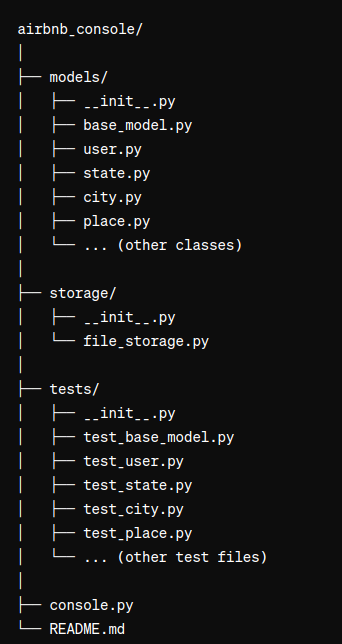 airbnb_console/
│
├── models/
│   ├── __init__.py
│   ├── base_model.py
│   ├── user.py
│   ├── state.py
│   ├── city.py
│   ├── place.py
│   └── ... (other classes)
│
├── storage/
│   ├── __init__.py
│   └── file_storage.py
│
├── tests/
│   ├── __init__.py
│   ├── test_base_model.py
│   ├── test_user.py
│   ├── test_state.py
│   ├── test_city.py
│   ├── test_place.py
│   └── ... (other test files)
│
├── console.py
└── README.md